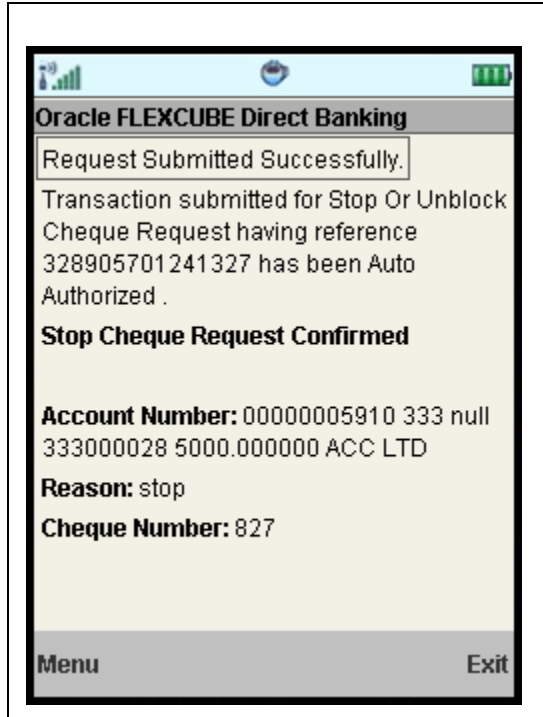 Oracle FLEXCUBE Direct Banking
Request Submitted Successfully.
Transaction submitted for Stop Or Unblock
Cheque Request having reference
328905701241327 has been Auto
Authorized .
Stop Cheque Request Confirmed
Account Number: 00000005910 333 null
333000028 5000.000000 ACC LTD
Reason: stop
Cheque Number: 827
Menu Exit